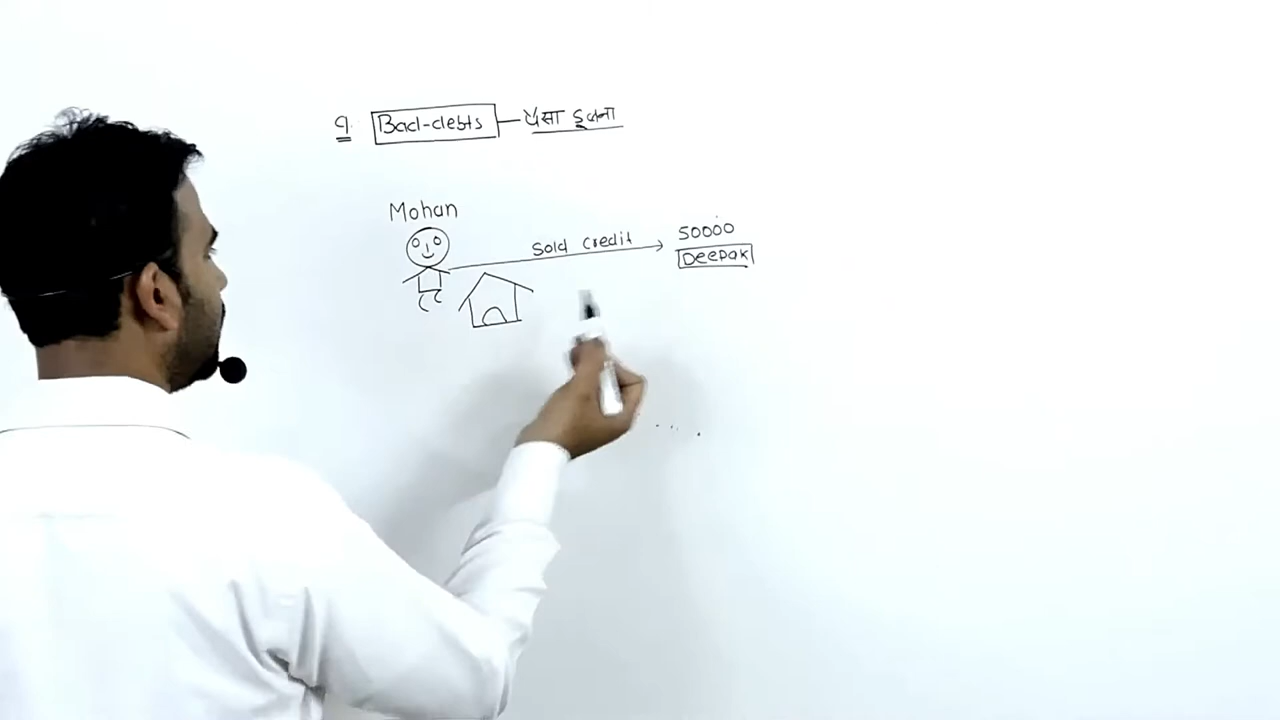 9. Bad-debts — पैसा डूबना
Mohan
Sold Credit
50000
Deepak